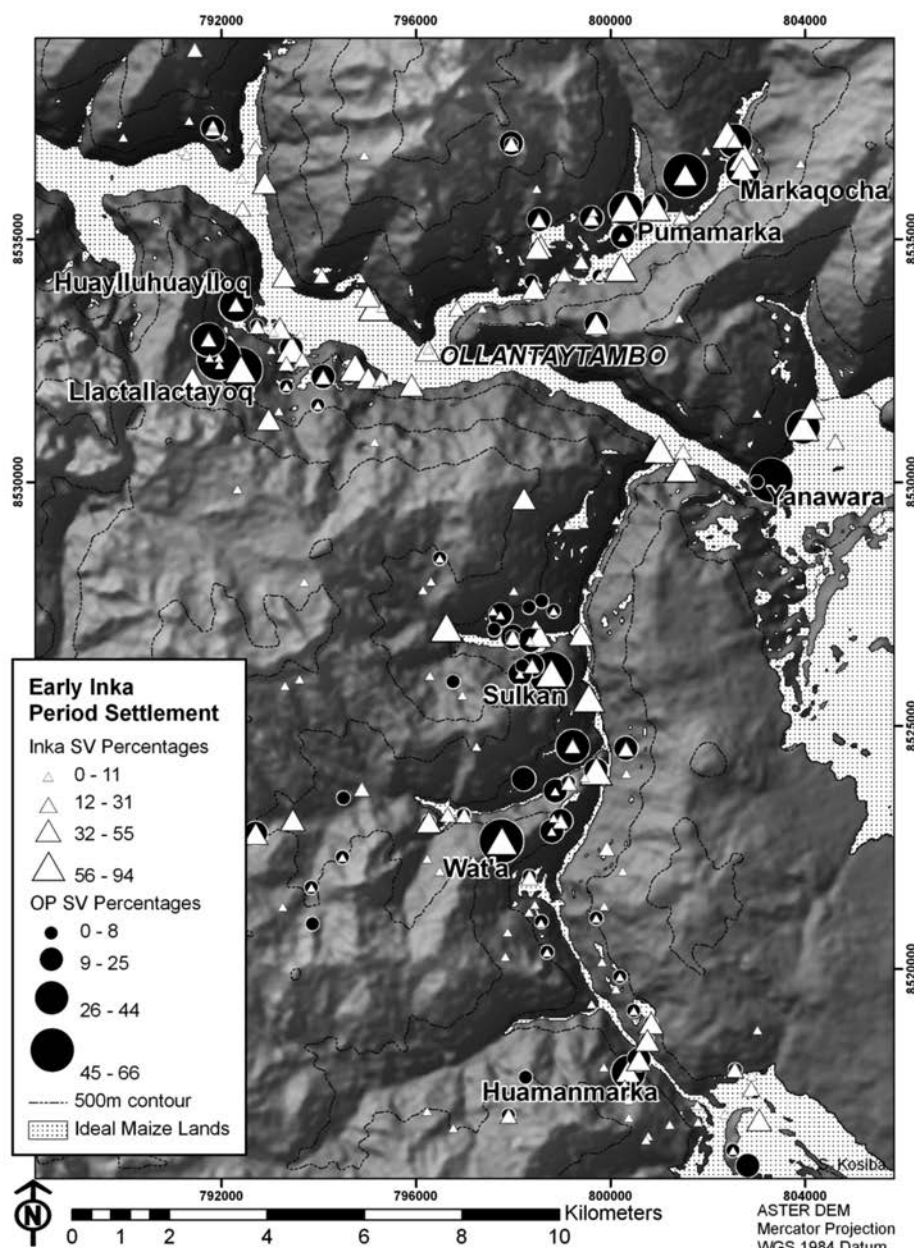 792000 796000 800000 804000
8535000 8535000
8530000 8530000
8525000
8520000
Markaqocha
Pumamarka
Huaylluhuaylloq
OLLANTAYTAMBO
Llactallactayoq
Yanawara
Sulkan
Wat'a
Huamanmarka
Early Inka
Period Settlement
Inka SV Percentages
0 - 11
12 - 31
32 - 55
56 - 94
OP SV Percentages
0 - 8
9 - 25
26 - 44
45 - 66
500m contour
Ideal Maize Lands
S. Kosiba
792000 796000 800000 804000
N
Kilometers
0 1 2 4 6 8 10
ASTER DEM
Mercator Projection
WGS 1984 Datum